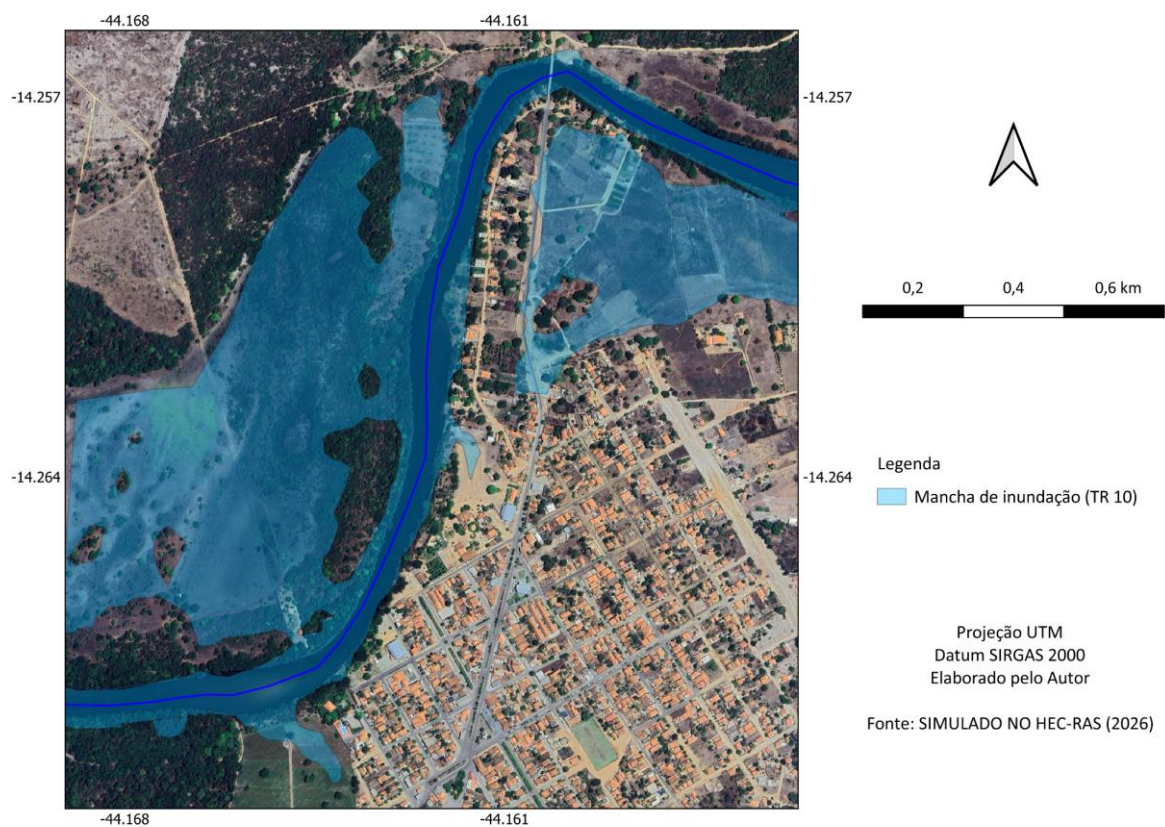 -44.168
-44.161
-14.257
-14.257
0,2
0,4
0,6 km
-14.264
-14.264
Legenda
Mancha de inundação (TR 10)
Projeção UTM
Datum SIRGAS 2000
Elaborado pelo Autor
Fonte: SIMULADO NO HEC-RAS (2026)
-44.168
-44.161